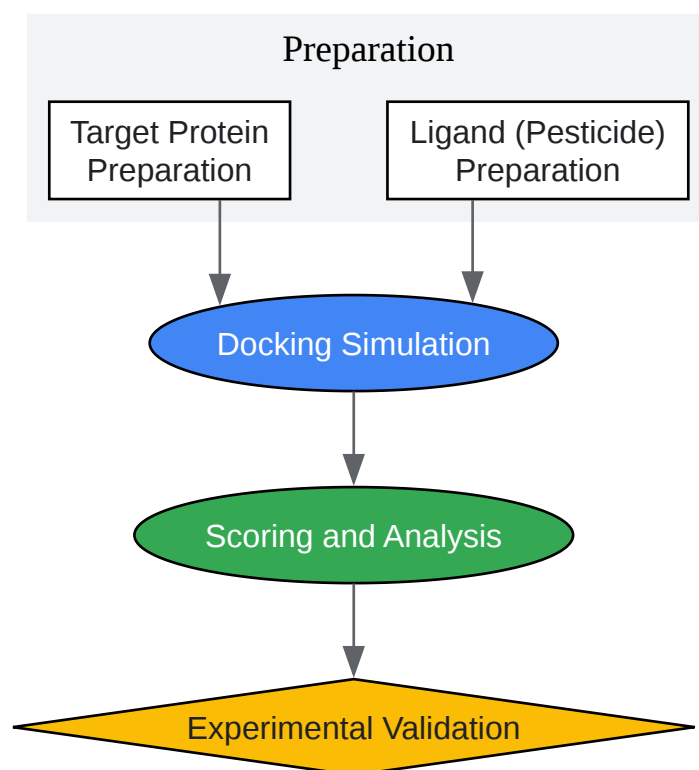 Preparation
Target Protein
Preparation
Ligand (Pesticide)
Preparation
Docking Simulation
Scoring and Analysis
Experimental Validation